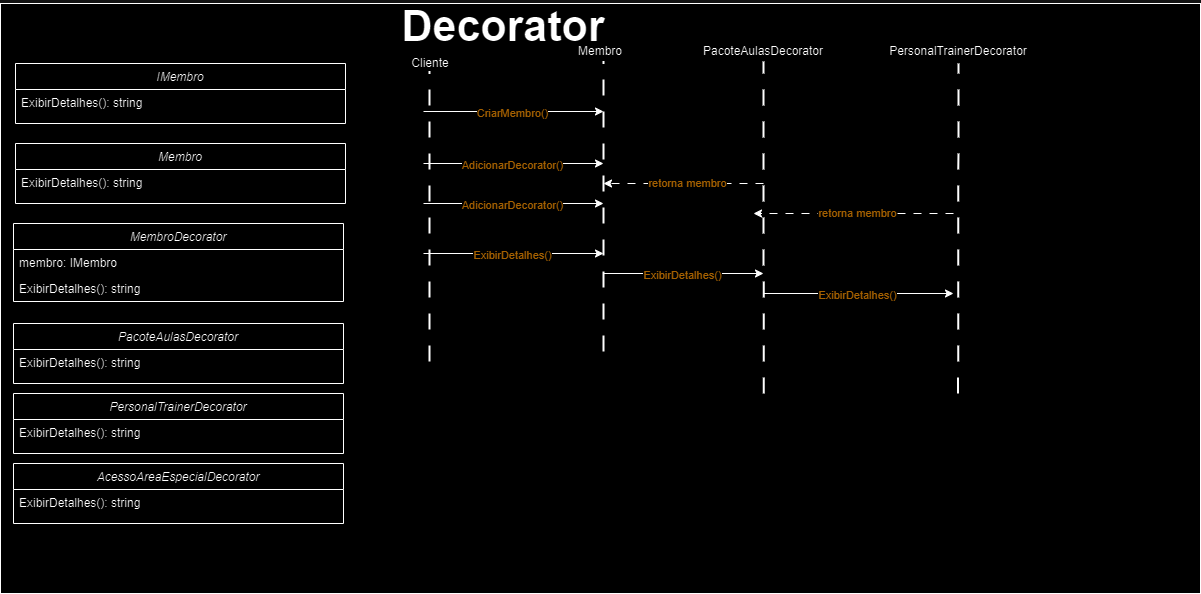 Decorator
IMembro
ExibirDetalhes(): string
Membro
ExibirDetalhes(): string
MembroDecorator
membro: IMembro
ExibirDetalhes(): string
PacoteAulasDecorator
ExibirDetalhes(): string
PersonalTrainerDecorator
ExibirDetalhes(): string
AcessoAreaEspecialDecorator
ExibirDetalhes(): string
Cliente
Membro
PacoteAulasDecorator
PersonalTrainerDecorator
CriarMembro()
AdicionarDecorator()
retorna membro
AdicionarDecorator()
retorna membro
ExibirDetalhes()
ExibirDetalhes()
ExibirDetalhes()